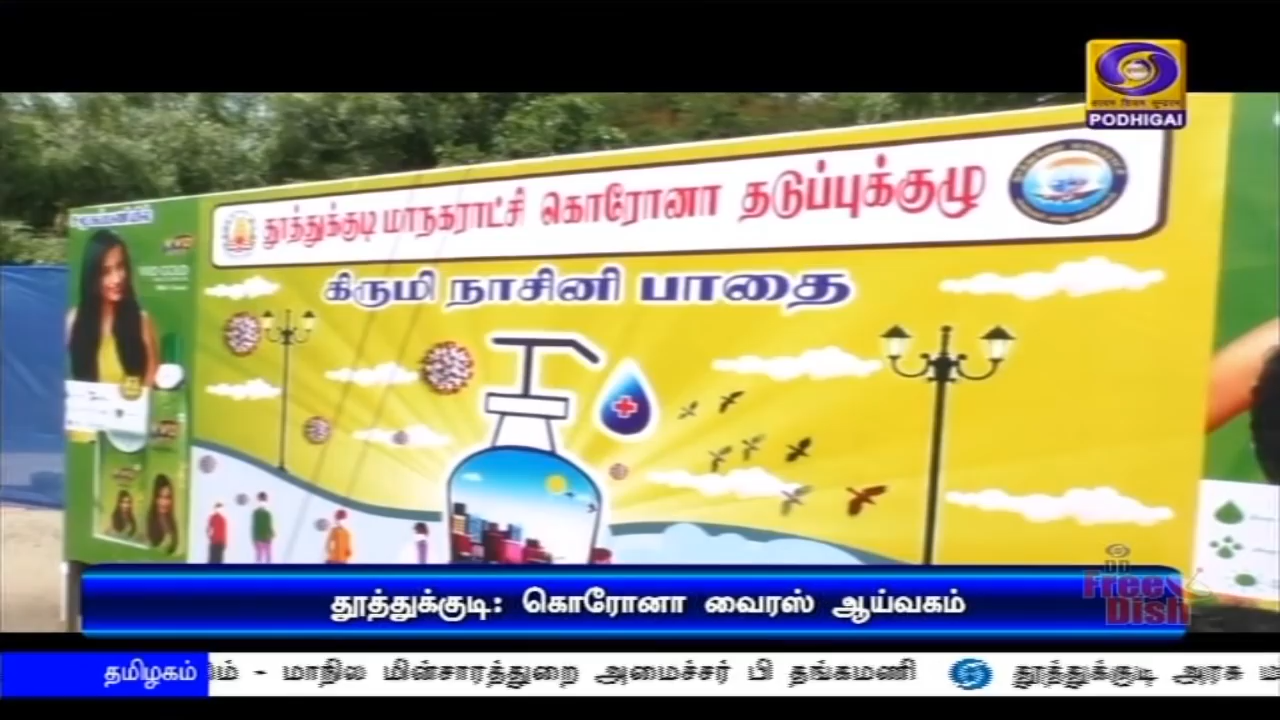 PODHIGAI
தூத்துக்குடி மாநகராட்சி கொரோனா தடுப்புக்குழு
கிருமி நாசினி பாதை
தூத்துக்குடி: கொரோனா வைரஸ் ஆய்வகம்
DD
Free
Dish
தமிழகம் - மாநில மின்சாரத்துறை அமைச்சர் பி தங்கமணி தூத்துக்குடி அரசு